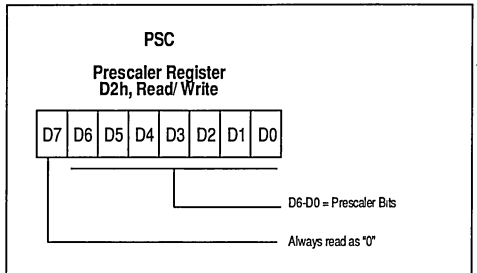 PSC
Prescaler Register
D2h, Read/ Write
D7 D6 D5 D4 D3 D2 D1 D0
D6-D0 = Prescaler Bits
Always read as "0"